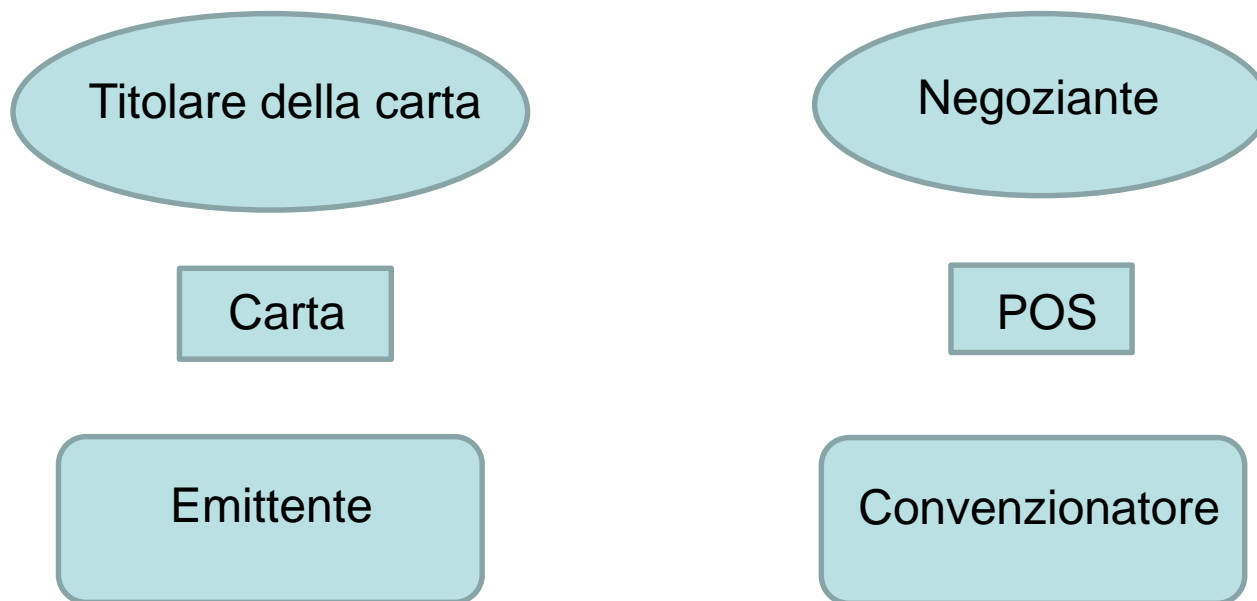 Titolare della carta
Negoziante
Carta
POS
Emittente
Convenzionatore